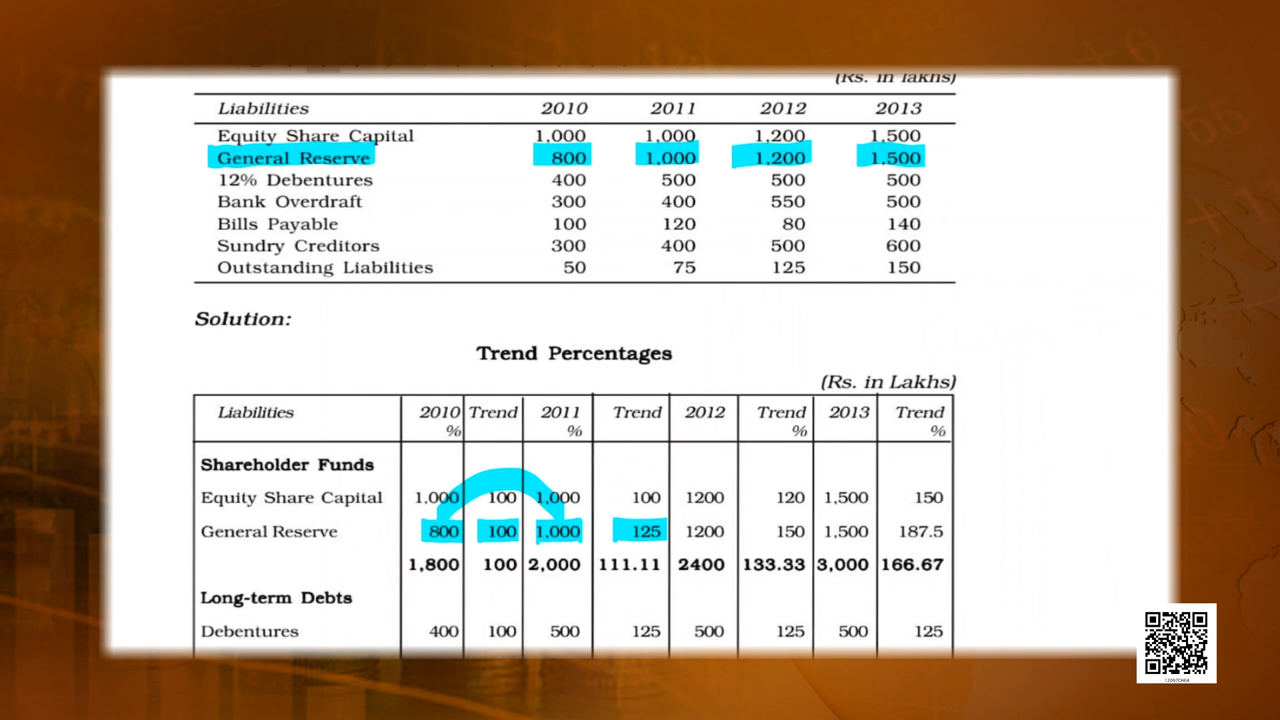 (Rs. in lakhs)
Liabilities 2010 2011 2012 2013
Equity Share Capital 1,000 1,000 1,200 1,500
General Reserve 800 1,000 1,200 1,500
12% Debentures 400 500 500 500
Bank Overdraft 300 400 550 500
Bills Payable 100 120 80 140
Sundry Creditors 300 400 500 600
Outstanding Liabilities 50 75 125 150
Solution:
Trend Percentages
(Rs. in Lakhs)
Liabilities 2010 Trend 2011 Trend 2012 Trend 2013 Trend
% % % %
Shareholder Funds
Equity Share Capital 1,000 100 1,000 100 1200 120 1,500 150
General Reserve 800 100 1,000 125 1200 150 1,500 187.5
1,800 100 2,000 111.11 2400 133.33 3,000 166.67
Long-term Debts
Debentures 400 100 500 125 500 125 500 125